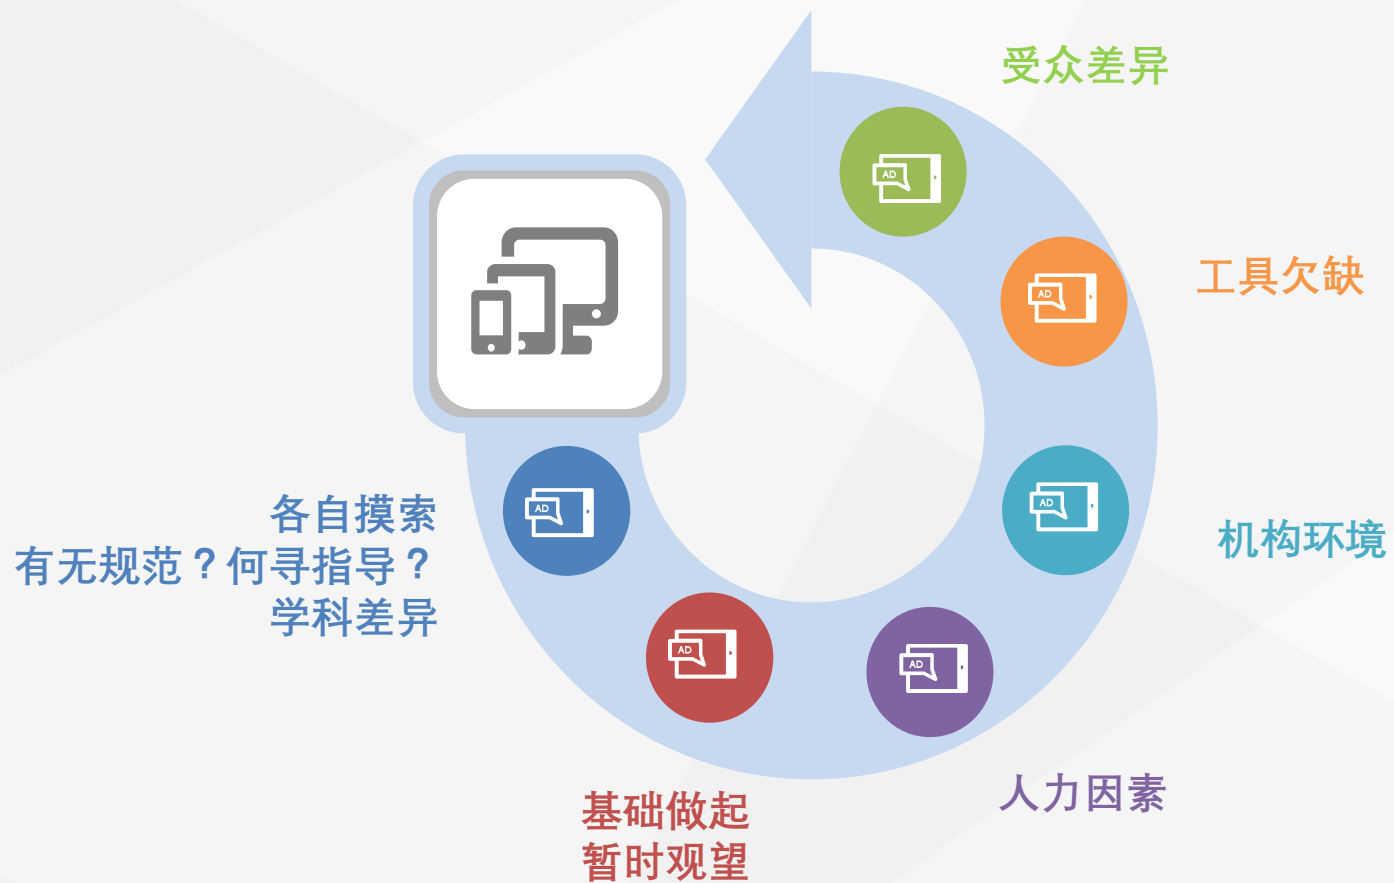 受众差异
AD
工具欠缺
AD
机构环境
AD
各自摸索
有无规范？何寻指导？
学科差异
AD
AD
AD
人力因素
基础做起
暂时观望